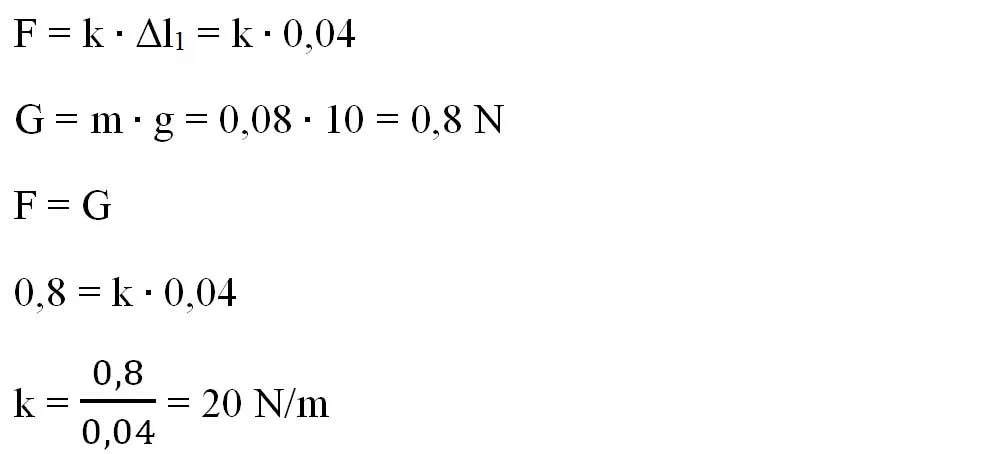 F = k · Δl₁ = k · 0,04
G = m · g = 0,08 · 10 = 0,8 N
F = G
0,8 = k · 0,04
k = 0,8/0,04 = 20 N/m